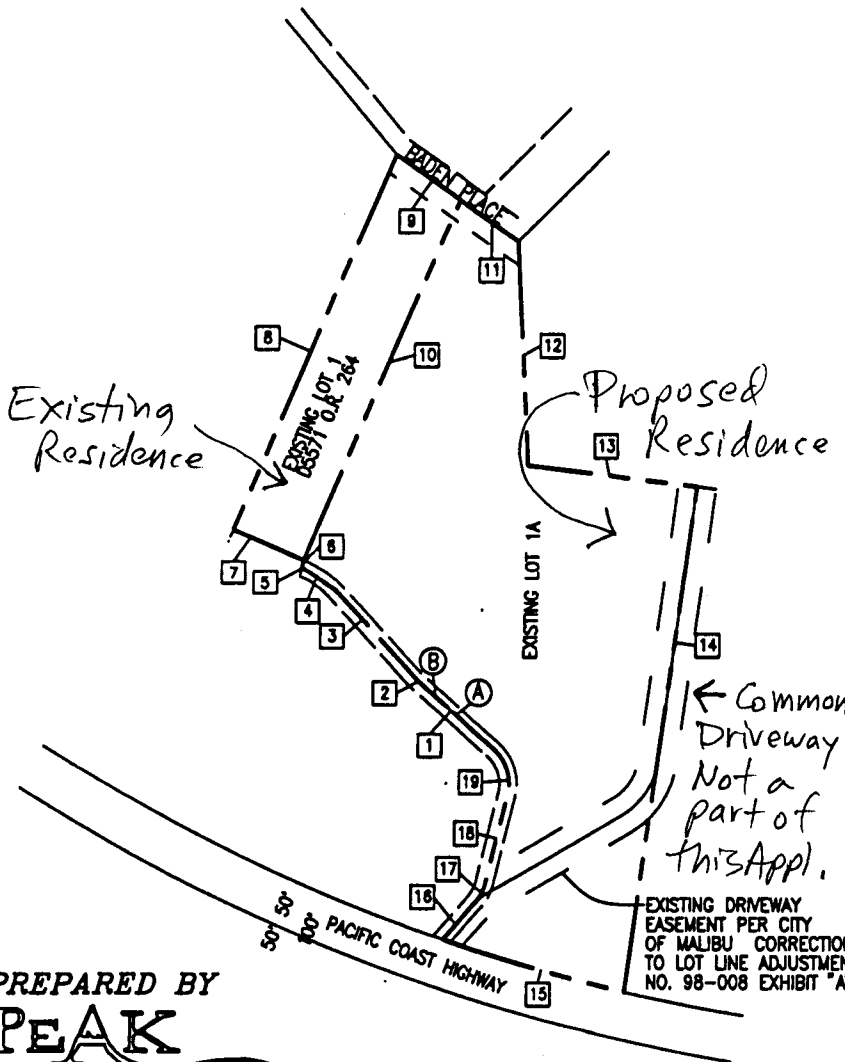 BADEN PLACE
9
11
8
10
12
Existing
Residence
EXISTING LOT 1
D5571 O.R. 264
Proposed
Residence
13
EXISTING LOT 1A
6
7
5
4
3
14
B
2
A
1
← Common
Driveway
Not a
part of
this Appl.
19
18
17
16
EXISTING DRIVEWAY
EASEMENT PER CITY
OF MALIBU CORRECTION
TO LOT LINE ADJUSTMEN
NO. 98-008 EXHIBIT "A
50' 50'
100'
PACIFIC COAST HIGHWAY
15
PREPARED BY
PEAK